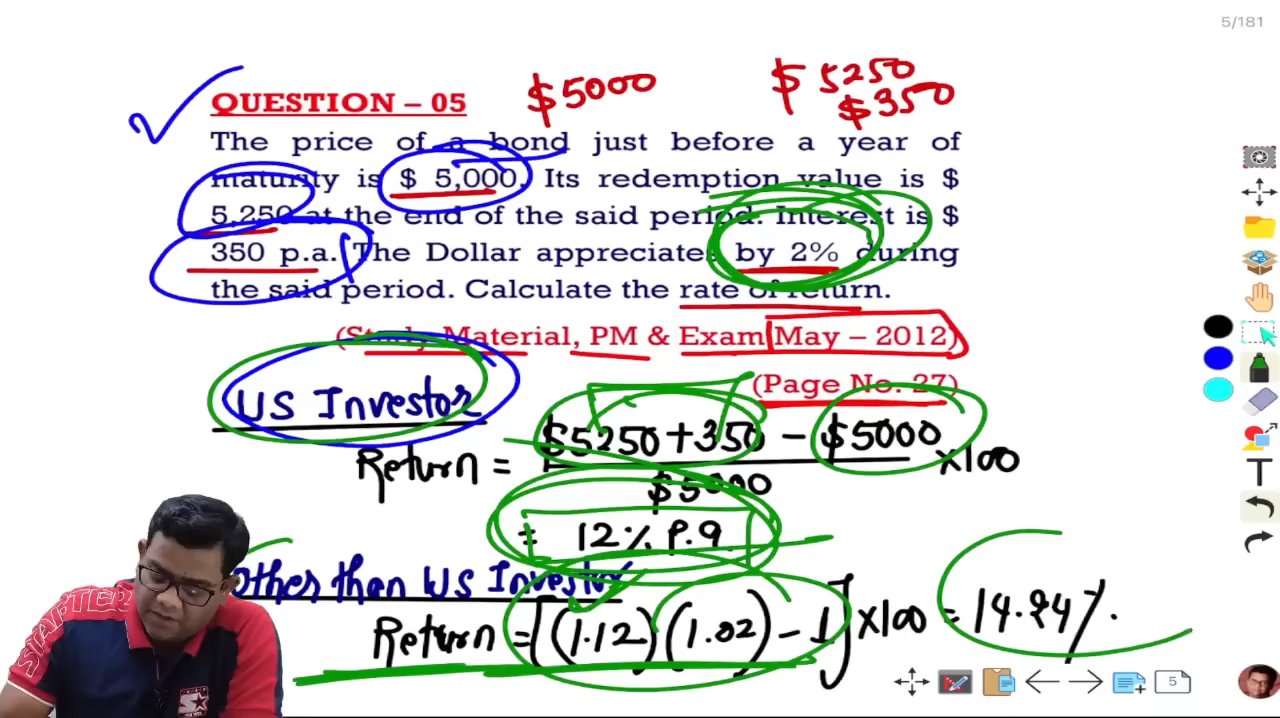 5/181
$5000
$ 5250
$350
QUESTION – 05
The price of a bond just before a year of
maturity is $ 5,000. Its redemption value is $
5,250 at the end of the said period. Interest is $
350 p.a. The Dollar appreciates by 2% during
the said period. Calculate the rate of return.
(Study Material, PM & Exam May – 2012)
(Page No. 27)
US Investor
Return = $5250 + 350 – $5000 ×100
$5000
= 12% P.a
other than US Investor
Return = [(1.12) (1.02) – 1] ×100 = 14.24%.
STARTER
5